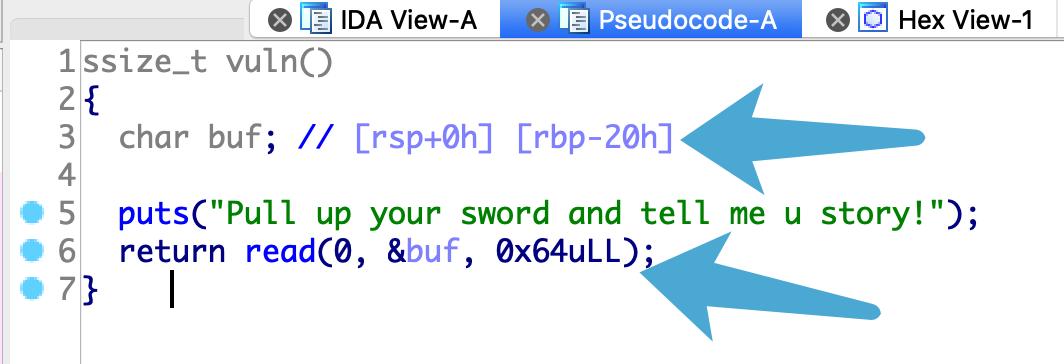 IDA View-A Pseudocode-A Hex View-1
1 ssize_t vuln()
2 {
3 char buf; // [rsp+0h] [rbp-20h]
4
5 puts("Pull up your sword and tell me u story!");
6 return read(0, &buf, 0x64uLL);
7 }